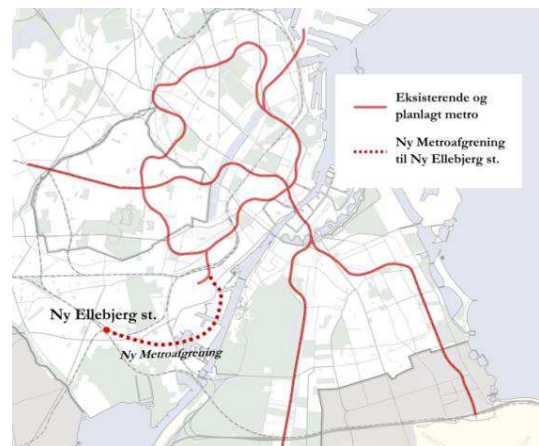 Eksisterende og
planlagt metro
Ny Metroafgrening
til Ny Ellebjerg st.
Ny Ellebjerg st.
Ny Metroafgrening